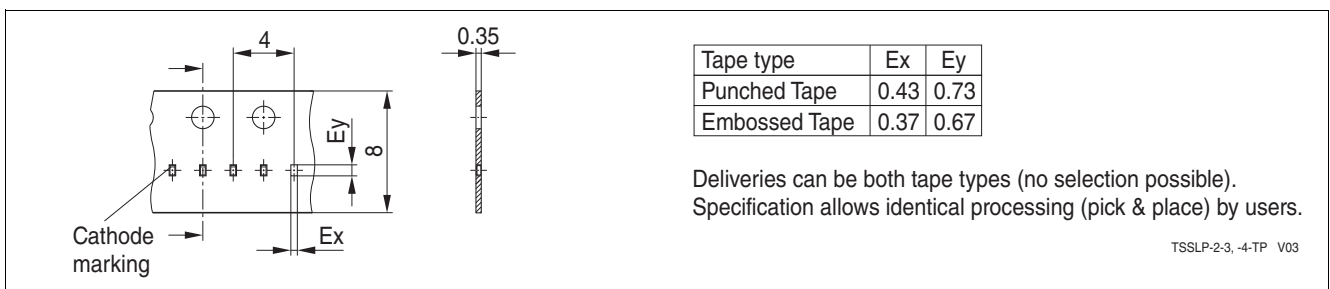 4
0.35
Ey
8
Cathode
marking
Ex
Tape type Ex Ey
Punched Tape 0.43 0.73
Embossed Tape 0.37 0.67
Deliveries can be both tape types (no selection possible).
Specification allows identical processing (pick & place) by users.
TSSLP-2-3, -4-TP V03